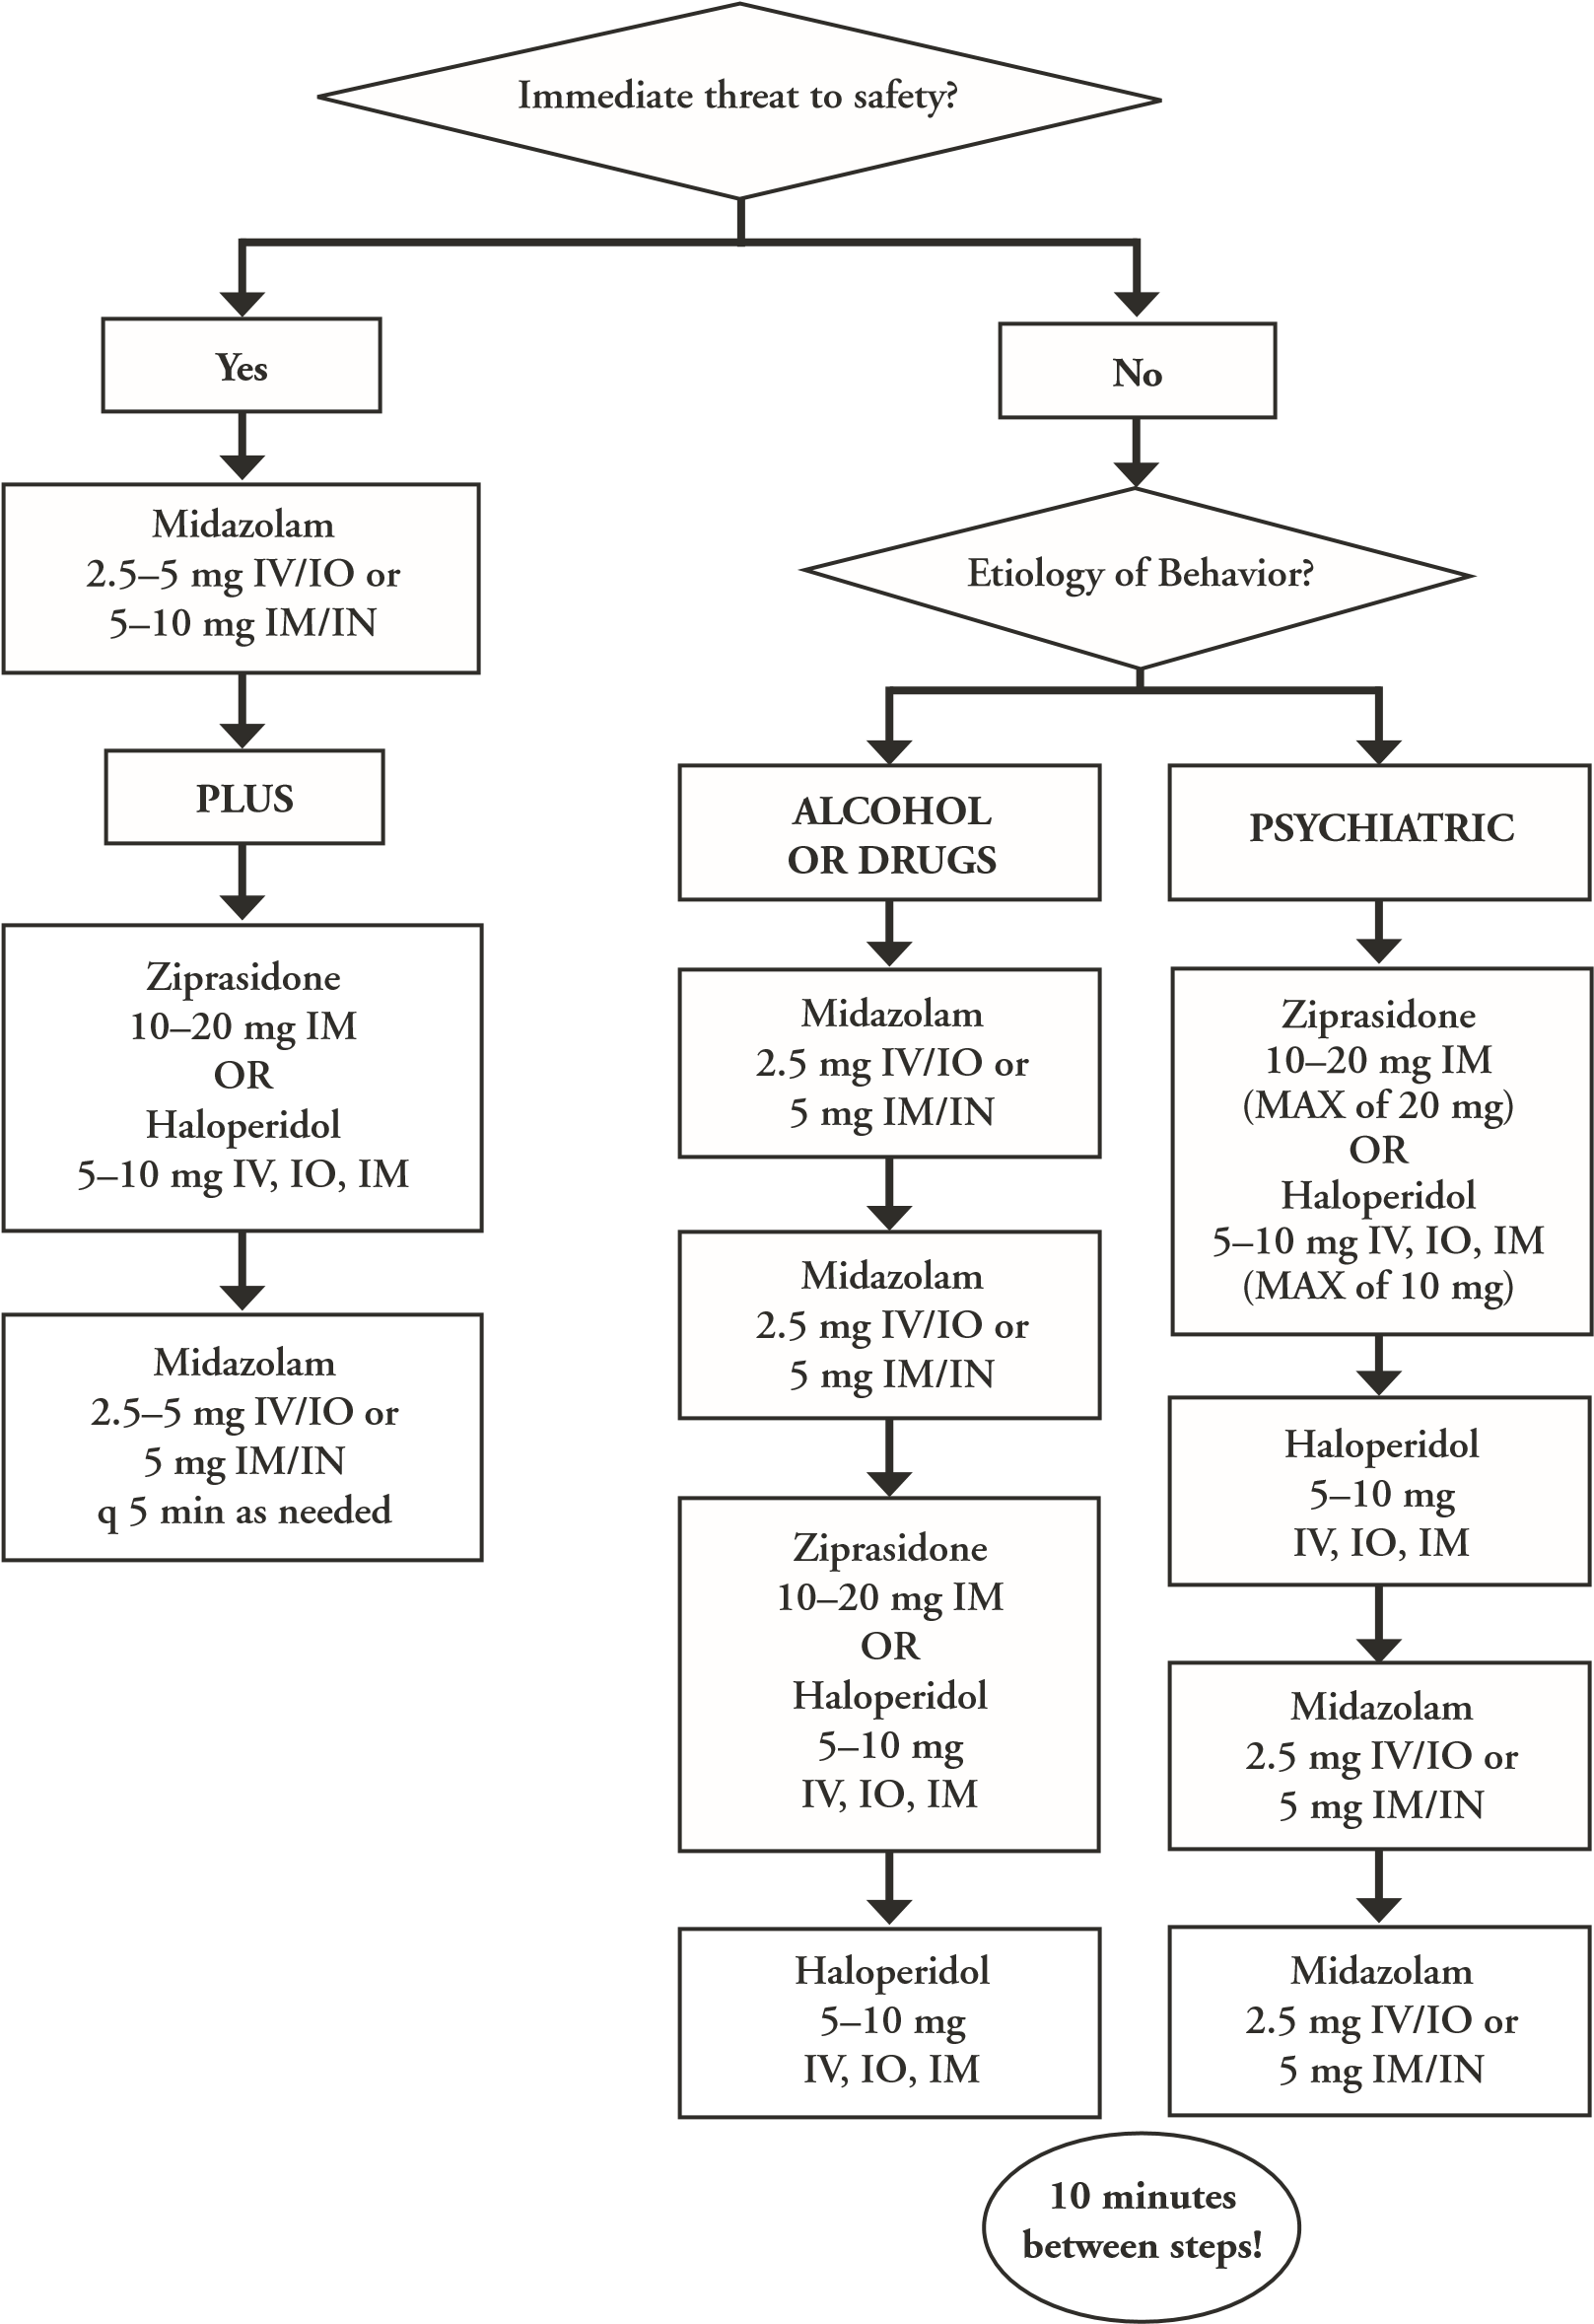 Immediate threat to safety?
Yes
No
Midazolam
2.5–5 mg IV/IO or
5–10 mg IM/IN
PLUS
Ziprasidone
10–20 mg IM
OR
Haloperidol
5–10 mg IV, IO, IM
Midazolam
2.5–5 mg IV/IO or
5 mg IM/IN
q 5 min as needed
Etiology of Behavior?
ALCOHOL
OR DRUGS
Midazolam
2.5 mg IV/IO or
5 mg IM/IN
Midazolam
2.5 mg IV/IO or
5 mg IM/IN
Ziprasidone
10–20 mg IM
OR
Haloperidol
5–10 mg
IV, IO, IM
Haloperidol
5–10 mg
IV, IO, IM
PSYCHIATRIC
Ziprasidone
10–20 mg IM
(MAX of 20 mg)
OR
Haloperidol
5–10 mg IV, IO, IM
(MAX of 10 mg)
Haloperidol
5–10 mg
IV, IO, IM
Midazolam
2.5 mg IV/IO or
5 mg IM/IN
Midazolam
2.5 mg IV/IO or
5 mg IM/IN
10 minutes
between steps!